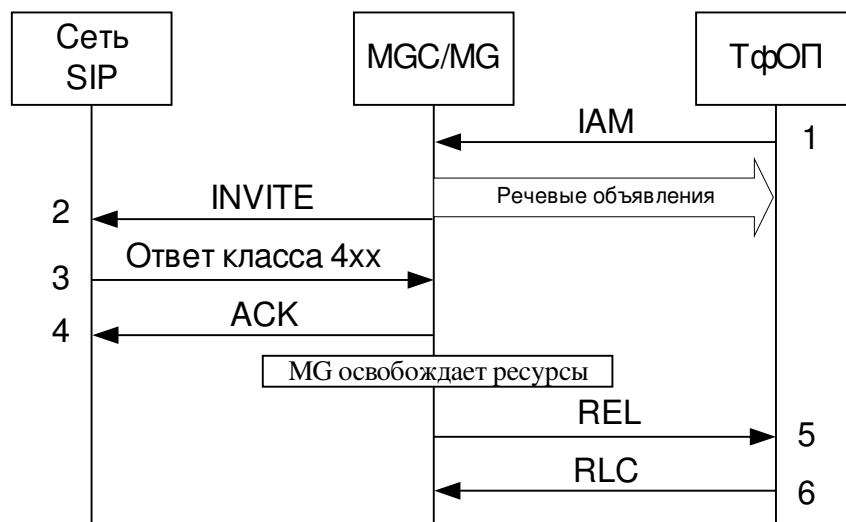 Сеть
SIP
MGC/MG
ТфОП
IAM
1
Речевые объявления
2
INVITE
Ответ класса 4xx
3
ACK
4
MG освобождает ресурсы
REL
5
RLC
6